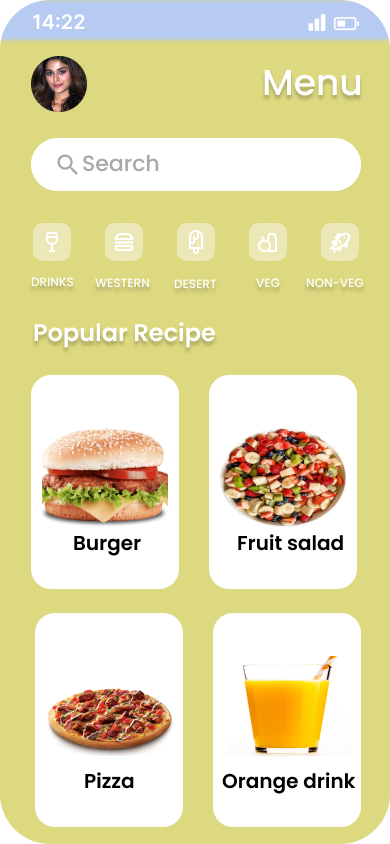 14:22
Menu
Search
DRINKS WESTERN DESERT VEG NON-VEG
Popular Recipe
Burger Fruit salad
Pizza Orange drink